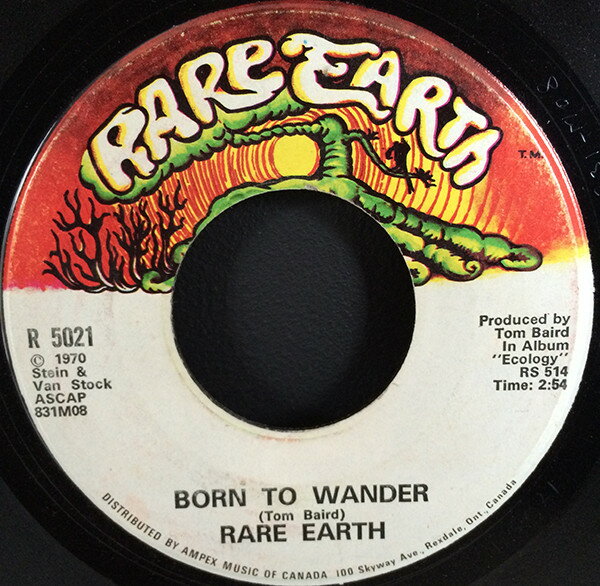 RARE EARTH
T.M.
R 5021
© 1970
Stein &
Van Stock
ASCAP
831M08
Produced by
Tom Baird
In Album
"Ecology"
RS 514
Time: 2:54
BORN TO WANDER
(Tom Baird)
RARE EARTH
DISTRIBUTED BY AMPEX MUSIC OF CANADA 100 Skyway Ave., Rexdale, Ont., Canada